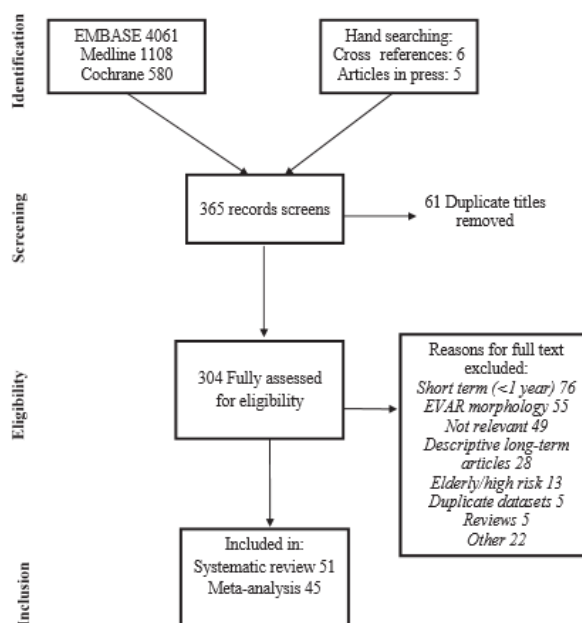 Identification
EMBASE 4061
Medline 1108
Cochrane 580
Hand searching:
Cross references: 6
Articles in press: 5
Screening
365 records screens
61 Duplicate titles
removed
Eligibility
304 Fully assessed
for eligibility
Reasons for full text
excluded:
Short term (<1 year) 76
EVAR morphology 55
Not relevant 49
Descriptive long-term
articles 28
Elderly/high risk 13
Duplicate datasets 5
Reviews 5
Other 22
Inclusion
Included in:
Systematic review 51
Meta-analysis 45